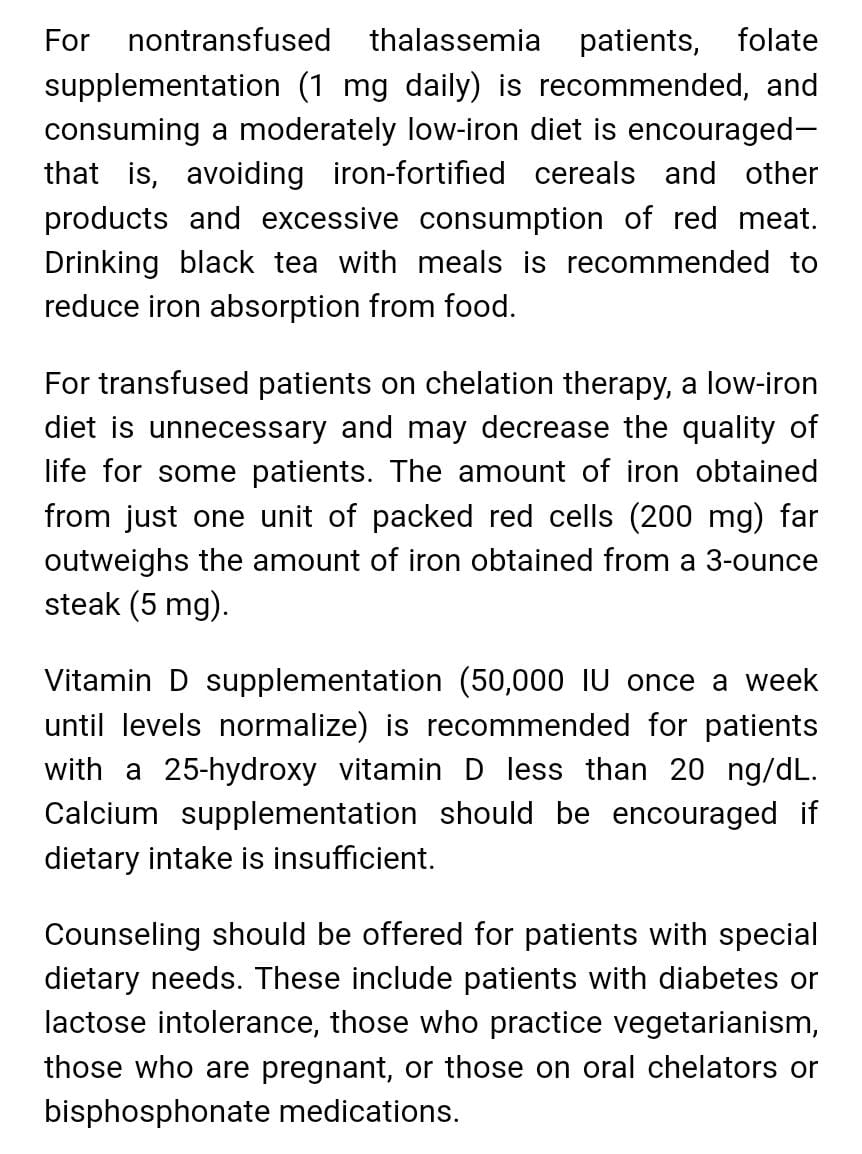 For nontransfused thalassemia patients, folate
supplementation (1 mg daily) is recommended, and
consuming a moderately low-iron diet is encouraged—
that is, avoiding iron-fortified cereals and other
products and excessive consumption of red meat.
Drinking black tea with meals is recommended to
reduce iron absorption from food.
For transfused patients on chelation therapy, a low-iron
diet is unnecessary and may decrease the quality of
life for some patients. The amount of iron obtained
from just one unit of packed red cells (200 mg) far
outweighs the amount of iron obtained from a 3-ounce
steak (5 mg).
Vitamin D supplementation (50,000 IU once a week
until levels normalize) is recommended for patients
with a 25-hydroxy vitamin D less than 20 ng/dL.
Calcium supplementation should be encouraged if
dietary intake is insufficient.
Counseling should be offered for patients with special
dietary needs. These include patients with diabetes or
lactose intolerance, those who practice vegetarianism,
those who are pregnant, or those on oral chelators or
bisphosphonate medications.